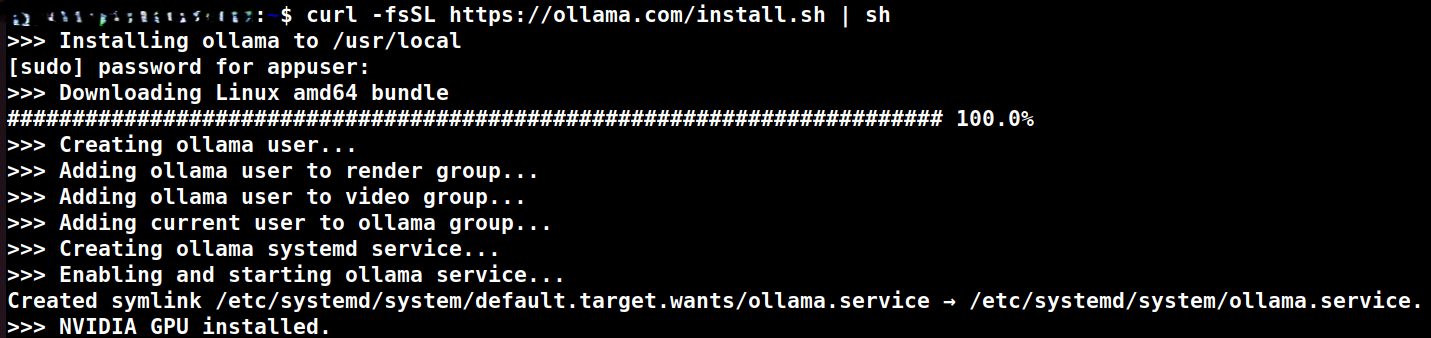 :~$ curl -fsSL https://ollama.com/install.sh | sh
>>> Installing ollama to /usr/local
[sudo] password for appuser:
>>> Downloading Linux amd64 bundle
######################################################################## 100.0%
>>> Creating ollama user...
>>> Adding ollama user to render group...
>>> Adding ollama user to video group...
>>> Adding current user to ollama group...
>>> Creating ollama systemd service...
>>> Enabling and starting ollama service...
Created symlink /etc/systemd/system/default.target.wants/ollama.service → /etc/systemd/system/ollama.service.
>>> NVIDIA GPU installed.